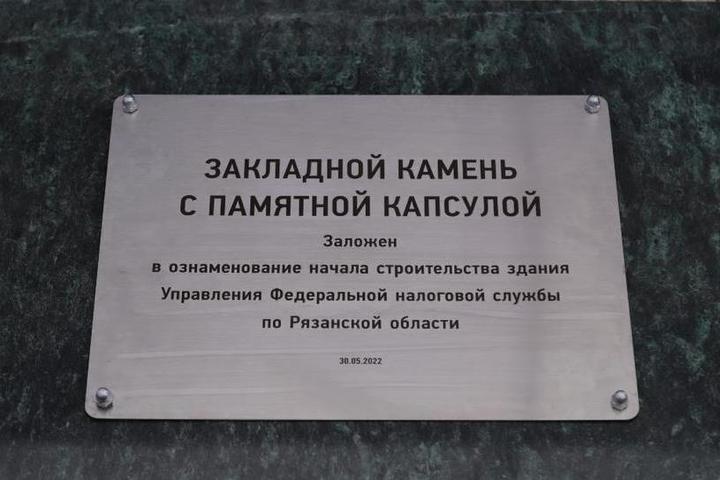 ЗАКЛАДНОЙ КАМЕНЬ
С ПАМЯТНОЙ КАПСУЛОЙ
Заложен
в ознаменование начала строительства здания
Управления Федеральной налоговой службы
по Рязанской области
30.05.2022